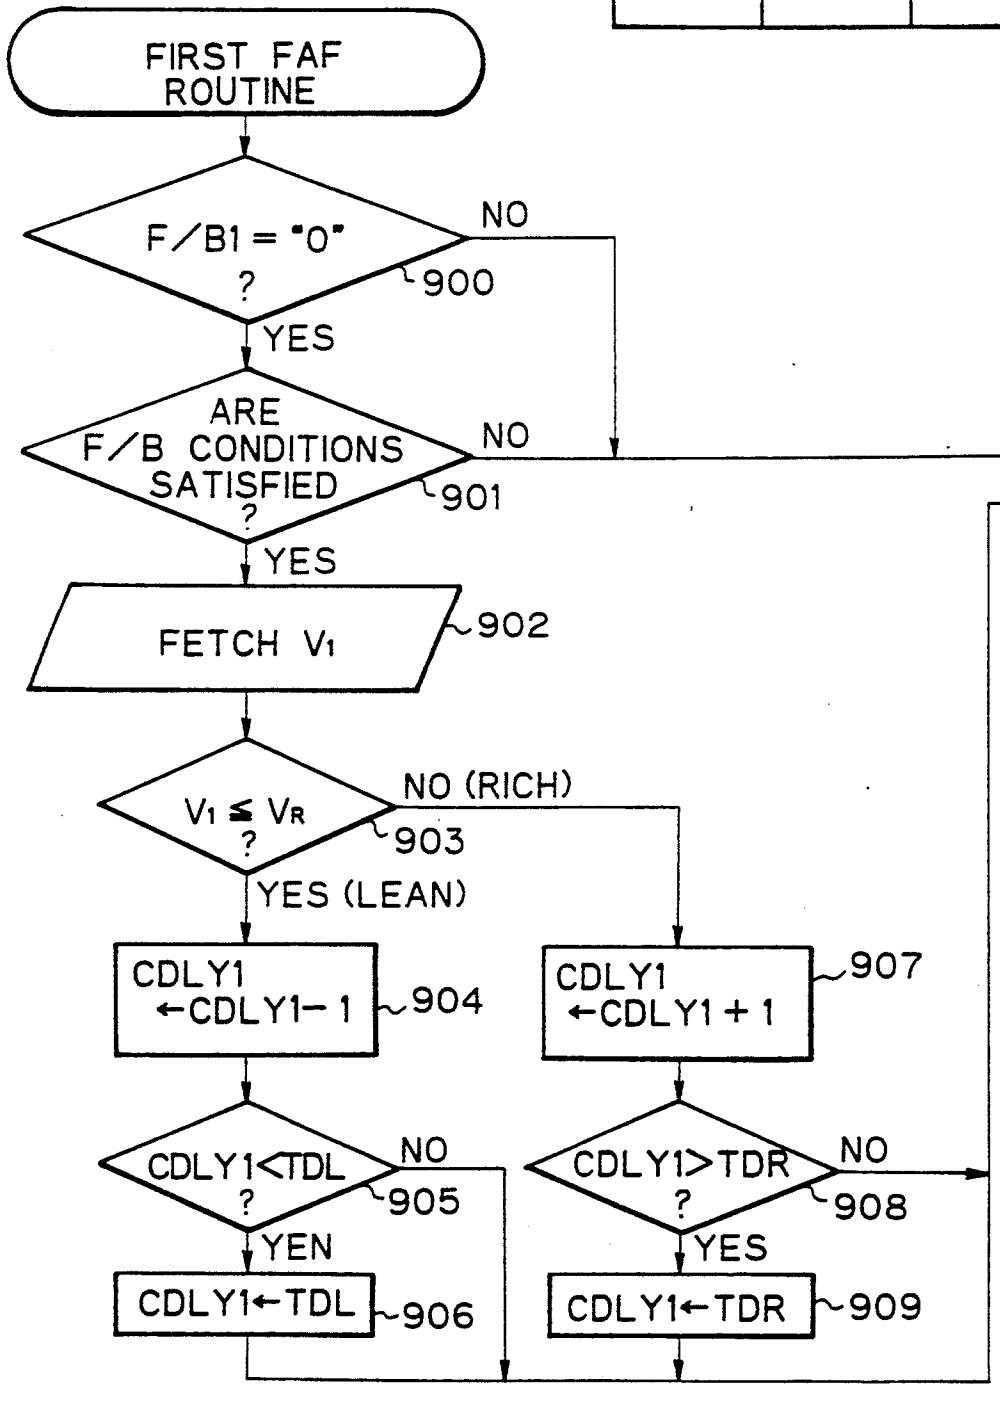 FIRST FAF
ROUTINE
F/B1 = "0"
?
NO
900
YES
ARE
F/B CONDITIONS
SATISFIED
?
NO
901
YES
FETCH V1
902
V1 ≦ VR
?
NO (RICH)
903
YES (LEAN)
CDLY1
←CDLY1-1
904
CDLY1
←CDLY1+1
907
CDLY1<TDL
?
NO
905
YEN
CDLY1>TDR
?
NO
908
YES
CDLY1←TDL
906
CDLY1←TDR
909